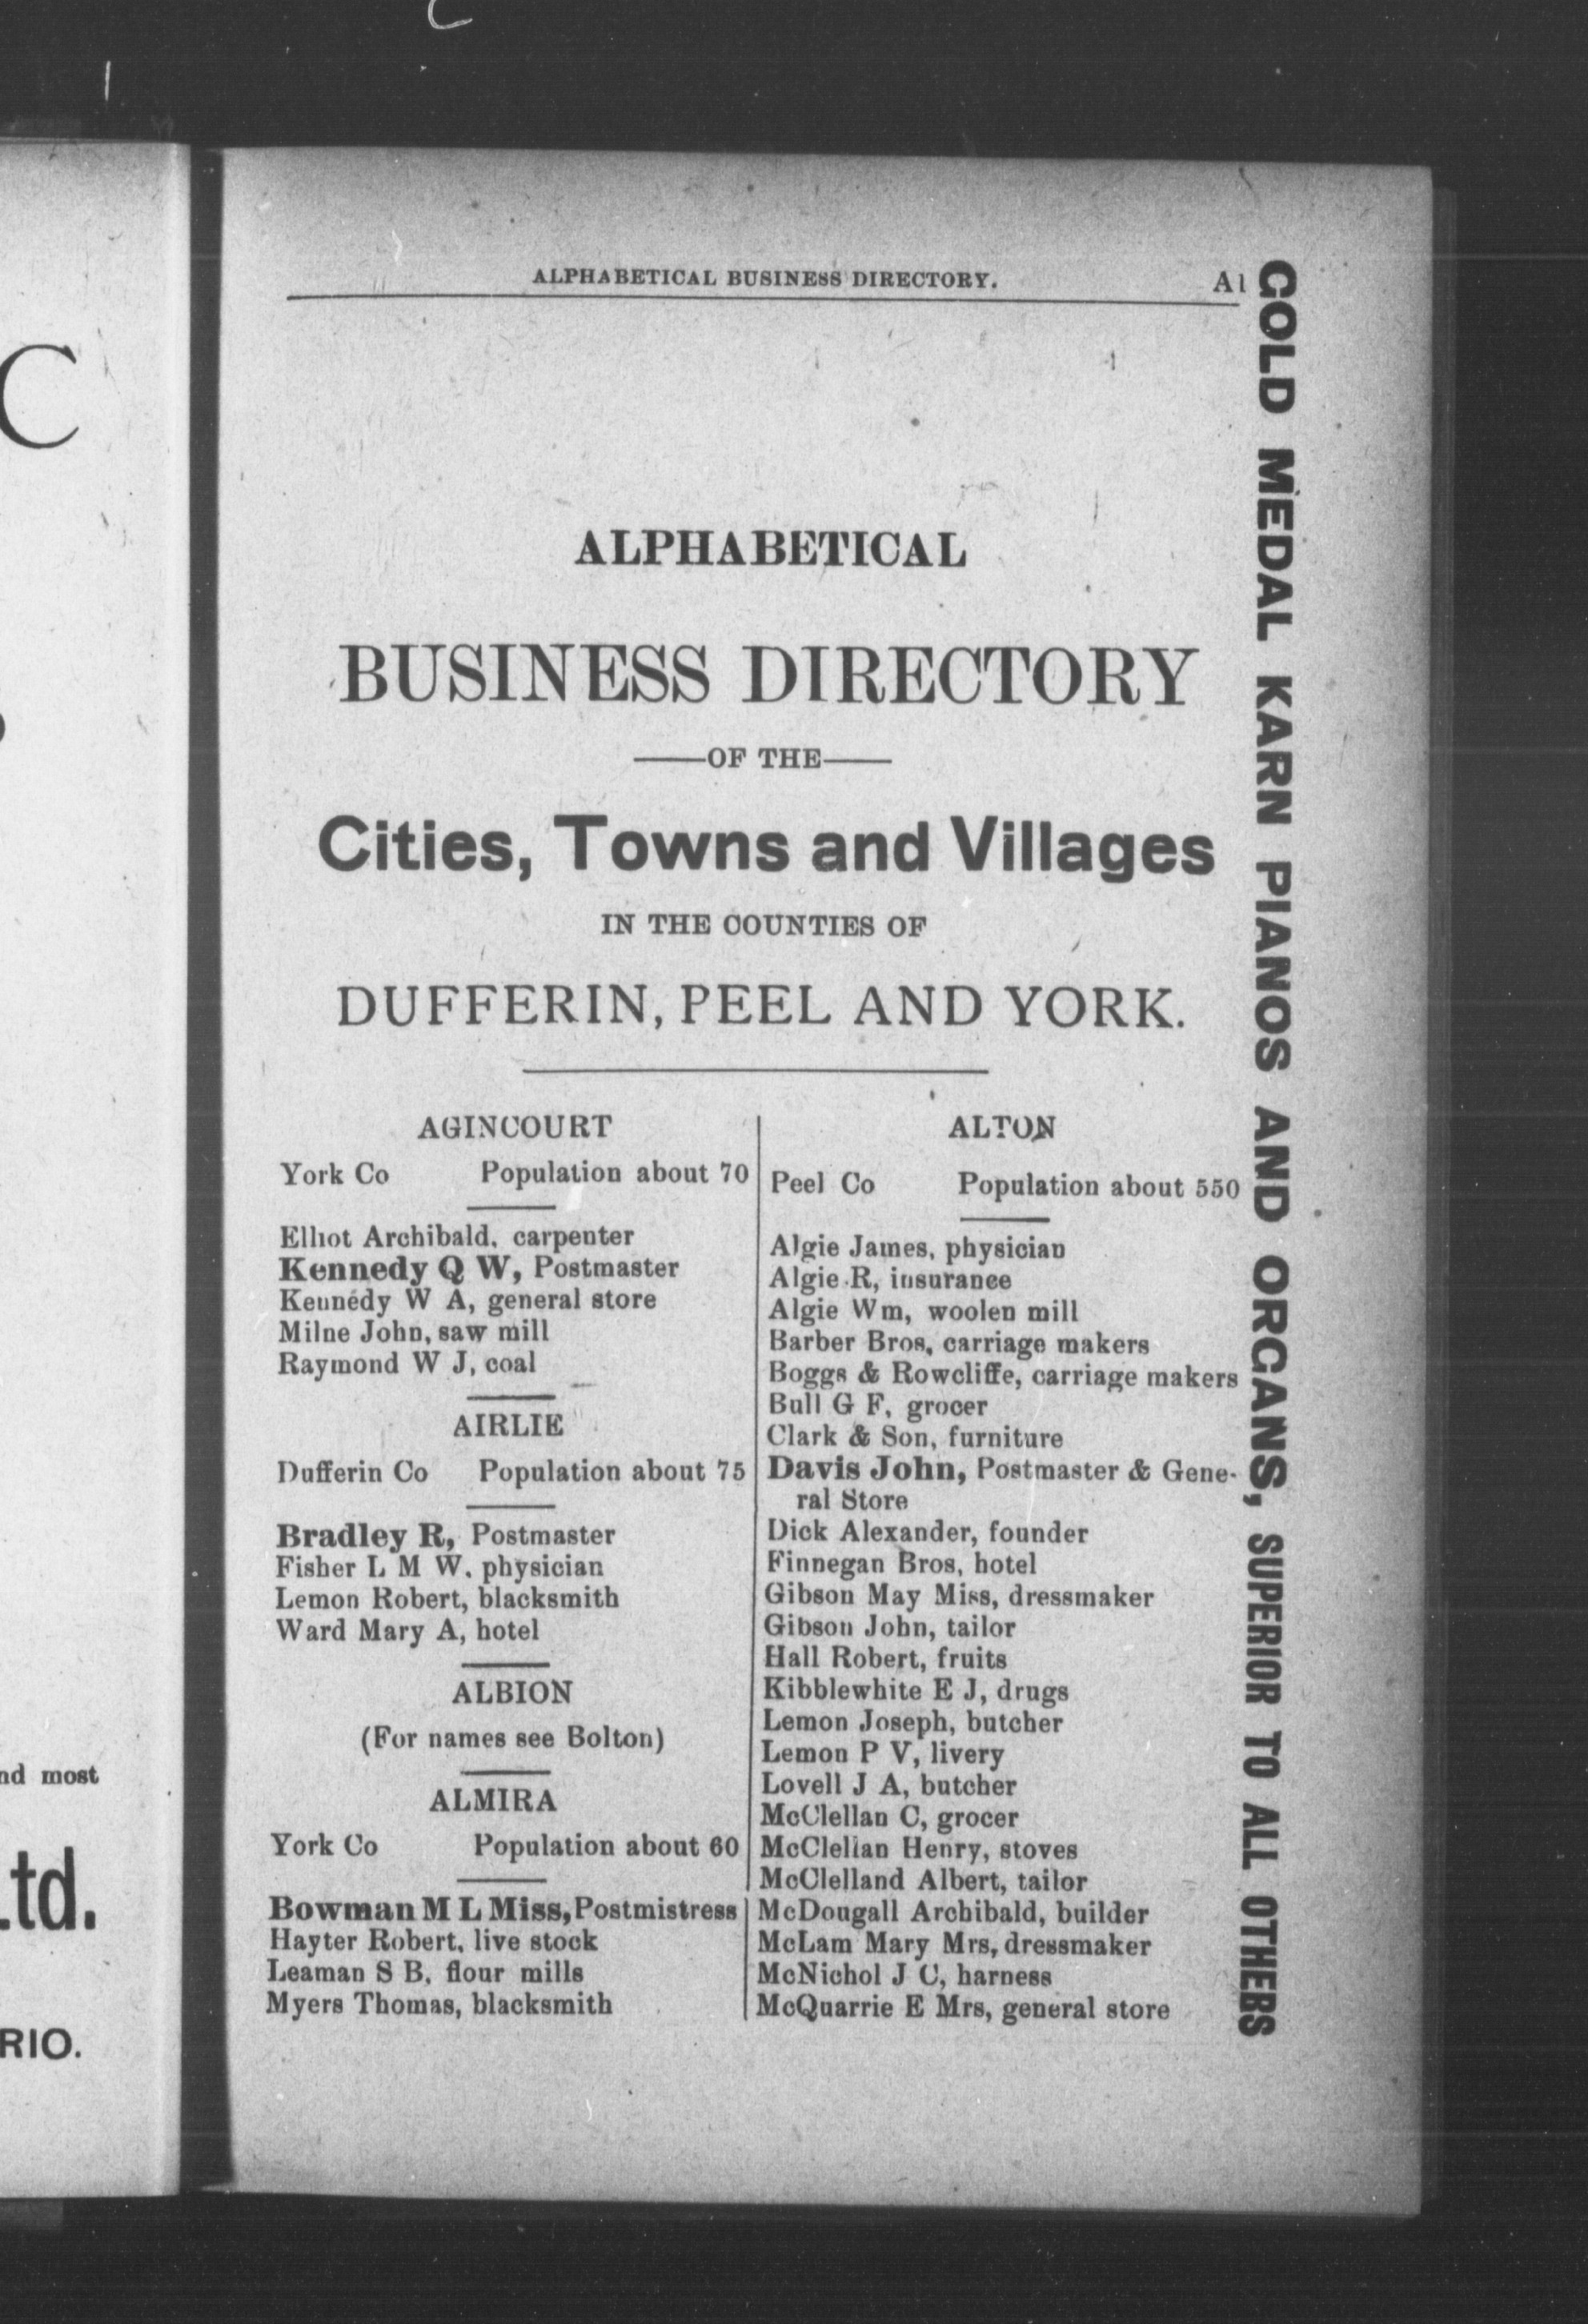 C
nd most
td.
RIO.
ALPHABETICAL BUSINESS DIRECTORY. A1
ALPHABETICAL
BUSINESS DIRECTORY
OF THE
Cities, Towns and Villages
IN THE COUNTIES OF
DUFFERIN, PEEL AND YORK.
AGINCOURT
York Co Population about 70
Elliot Archibald, carpenter
Kennedy Q W, Postmaster
Kennedy W A, general store
Milne John, saw mill
Raymond W J, coal
AIRLIE
Dufferin Co Population about 75
Bradley R, Postmaster
Fisher L M W, physician
Lemon Robert, blacksmith
Ward Mary A, hotel
ALBION
(For names see Bolton)
ALMIRA
York Co Population about 60
Bowman M L Miss, Postmistress
Hayter Robert, live stock
Leaman S B, flour mills
Myers Thomas, blacksmith
ALTON
Peel Co Population about 550
Algie James, physician
Algie R, insurance
Algie Wm, woolen mill
Barber Bros, carriage makers
Boggs & Rowcliffe, carriage makers
Bull G F, grocer
Clark & Son, furniture
Davis John, Postmaster & Gene-
ral Store
Dick Alexander, founder
Finnegan Bros, hotel
Gibson May Miss, dressmaker
Gibson John, tailor
Hall Robert, fruits
Kibblewhite E J, drugs
Lemon Joseph, butcher
Lemon P V, livery
Lovell J A, butcher
McClellan C, grocer
McClellan Henry, stoves
McClelland Albert, tailor
McDougall Archibald, builder
McLam Mary Mrs, dressmaker
McNichol J C, harness
McQuarrie E Mrs, general store
GOLD MEDAL KARN PIANOS AND ORGANS, SUPERIOR TO ALL OTHERS